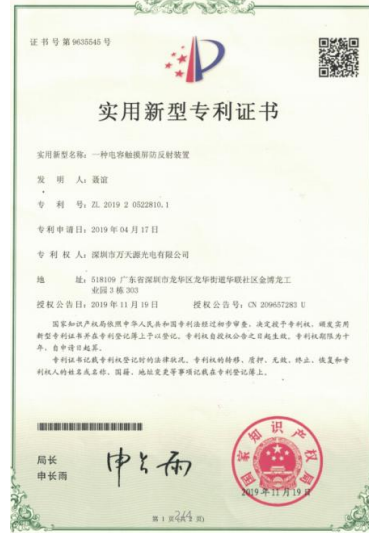 证书号第9635545号
实用新型专利证书
实用新型名称：一种电容触摸屏防反射装置
发 明 人：聂谊
专 利 号：ZL 2019 2 0522810.1
专利申请日：2019年04月17日
专 利 权 人：深圳市万天源光电有限公司
地 址：518109 广东省深圳市龙华区龙华街道华联社区金博龙工
业园3栋303
授权公告日：2019年11月19日 授权公告号：CN 209657283 U
国家知识产权局依照中华人民共和国专利法经过初步审查，决定授予专利权，颁发实用
新型专利证书并在专利登记簿上予以登记。专利权自授权公告之日起生效。专利权期限为十
年，自申请日起算。
专利证书记载专利权登记时的法律状况。专利权的转移、质押、无效、终止、恢复和专
利权人的姓名或名称、国籍、地址变更等事项记载在专利登记簿上。
局长
申长雨
申长雨
国家知识产权局
2019年11月19日